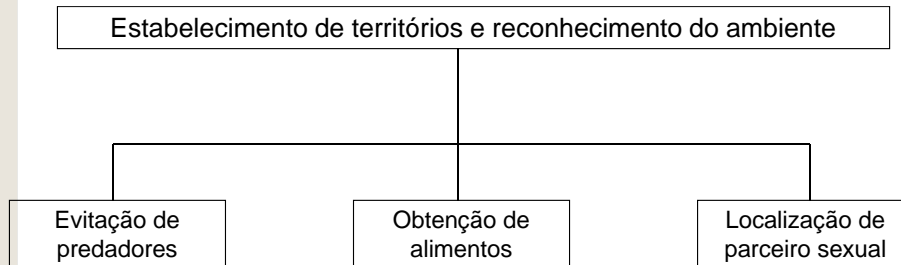 Estabelecimento de territórios e reconhecimento do ambiente
Evitação de
predadores
Obtenção de
alimentos
Localização de
parceiro sexual